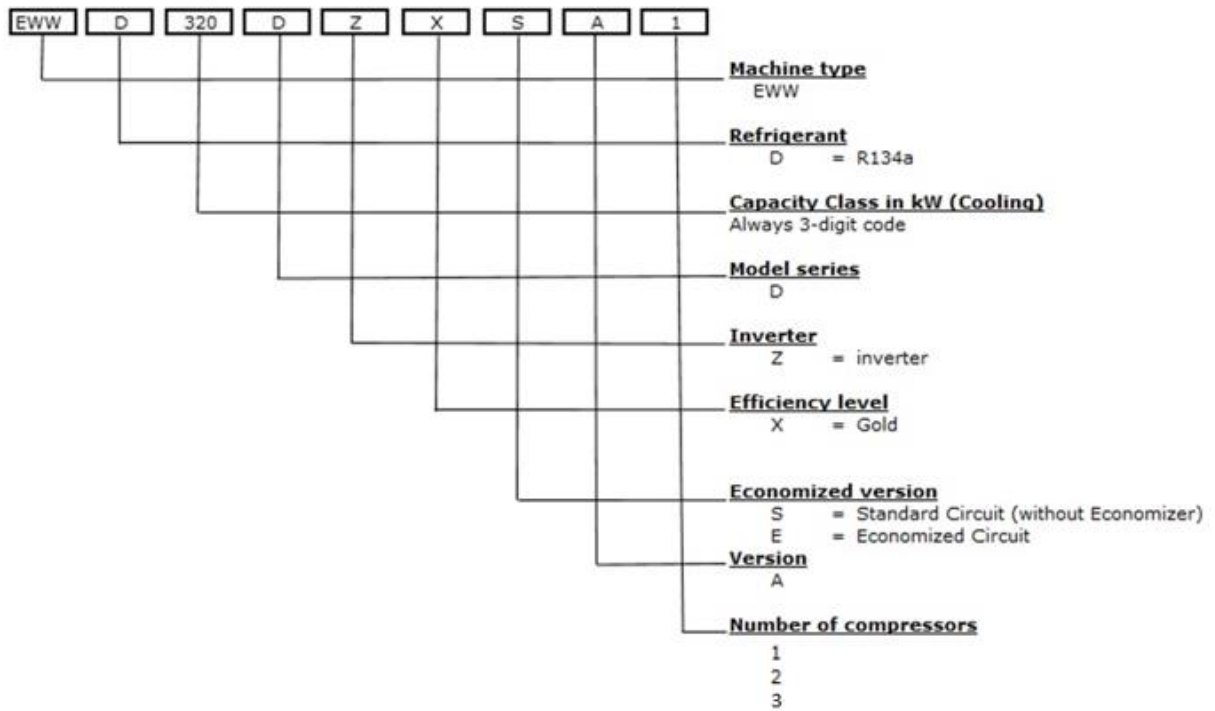 EWW D 320 D Z X S A 1
Machine type
EWW
Refrigerant
D = R134a
Capacity Class in kW (Cooling)
Always 3-digit code
Model series
D
Inverter
Z = inverter
Efficiency level
X = Gold
Economized version
S = Standard Circuit (without Economizer)
E = Economized Circuit
Version
A
Number of compressors
1
2
3